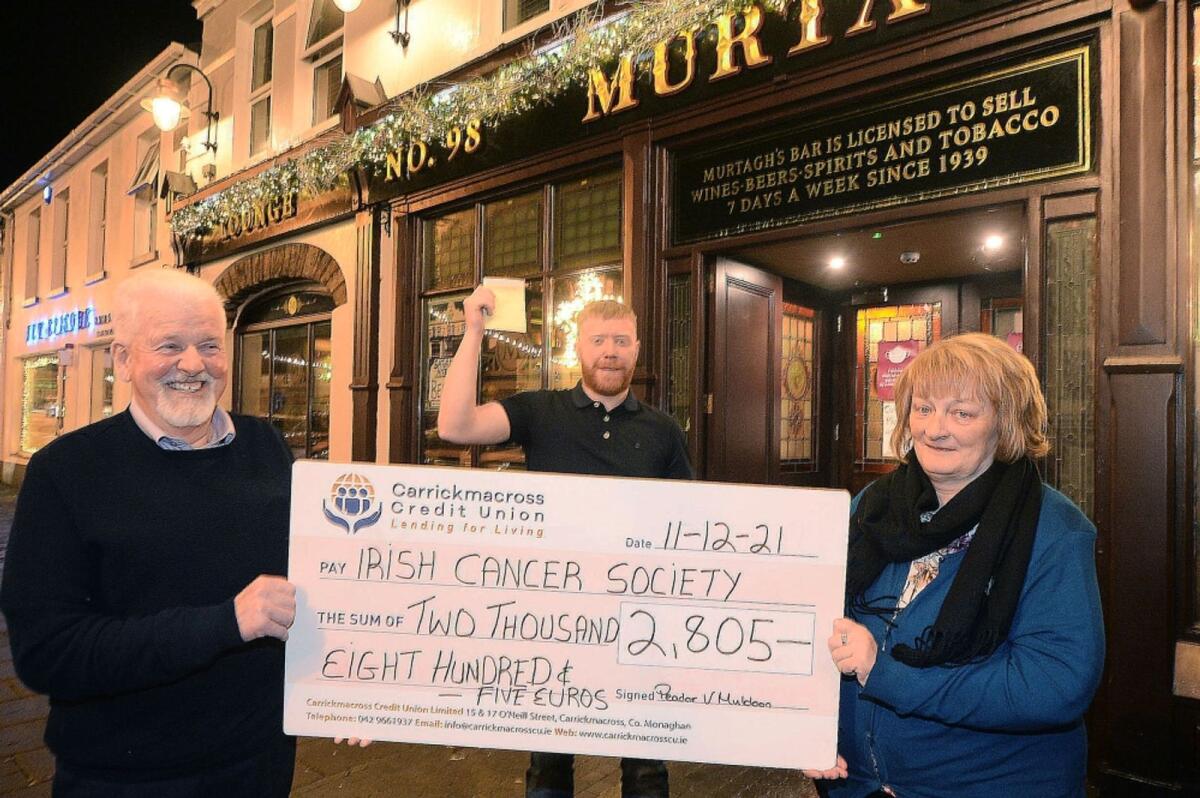 MURTA
NO. 98
LOUNGE
MURTAGH'S BAR IS LICENSED TO SELL
WINES·BEERS·SPIRITS AND TOBACCO
7 DAYS A WEEK SINCE 1939
Carrickmacross
Credit Union
Lending for Living
Date 11-12-21
PAY IRISH CANCER SOCIETY
THE SUM OF TWO THOUSAND 2,805-
EIGHT HUNDRED &
- FIVE EUROS Signed Peadar V Muldoon
Carrickmacross Credit Union Limited 15 & 17 O'Neill Street, Carrickmacross, Co. Monaghan
Telephone: 042 9661937 Email: info@carrickmacrosscu.ie Web: www.carrickmacrosscu.ie